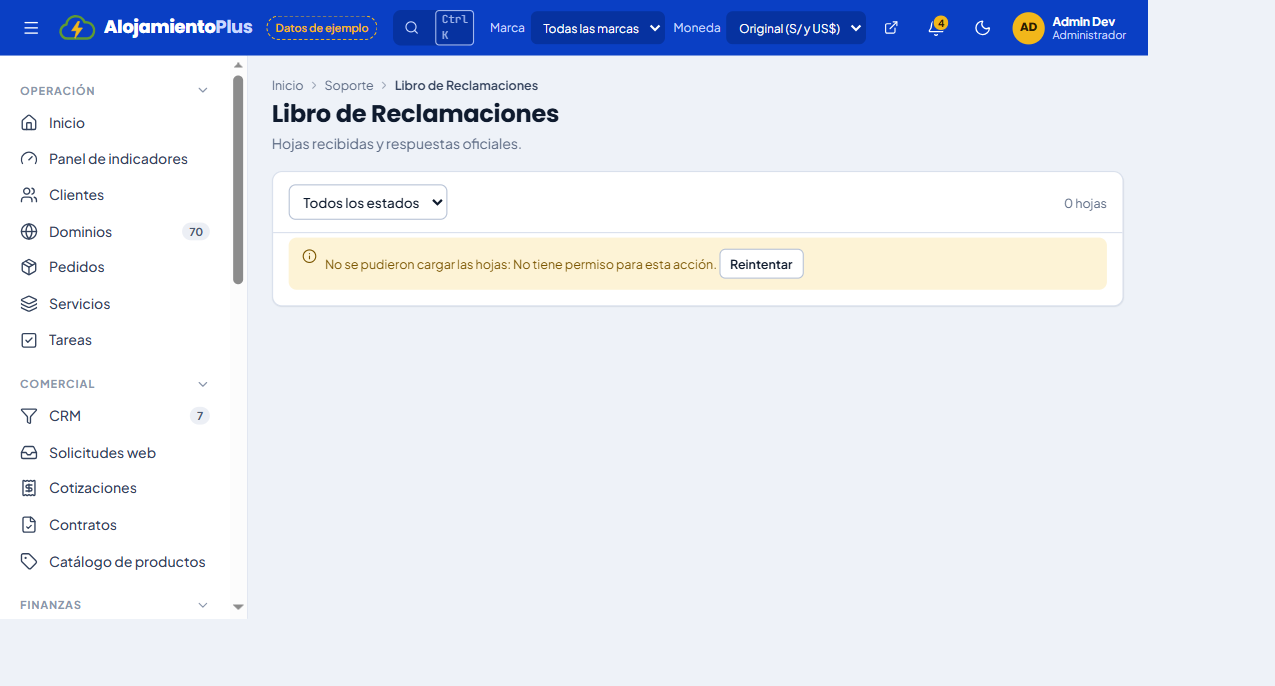 AlojamientoPlus
Datos de ejemplo
Ctrl
K
Marca
Todas las marcas
Moneda
Original (S/ y US$)
4
AD
Admin Dev
Administrador
OPERACIÓN
Inicio
Panel de indicadores
Clientes
Dominios 70
Pedidos
Servicios
Tareas
COMERCIAL
CRM 7
Solicitudes web
Cotizaciones
Contratos
Catálogo de productos
FINANZAS
Inicio > Soporte > Libro de Reclamaciones
Libro de Reclamaciones
Hojas recibidas y respuestas oficiales.
Todos los estados
0 hojas
No se pudieron cargar las hojas: No tiene permiso para esta acción. Reintentar